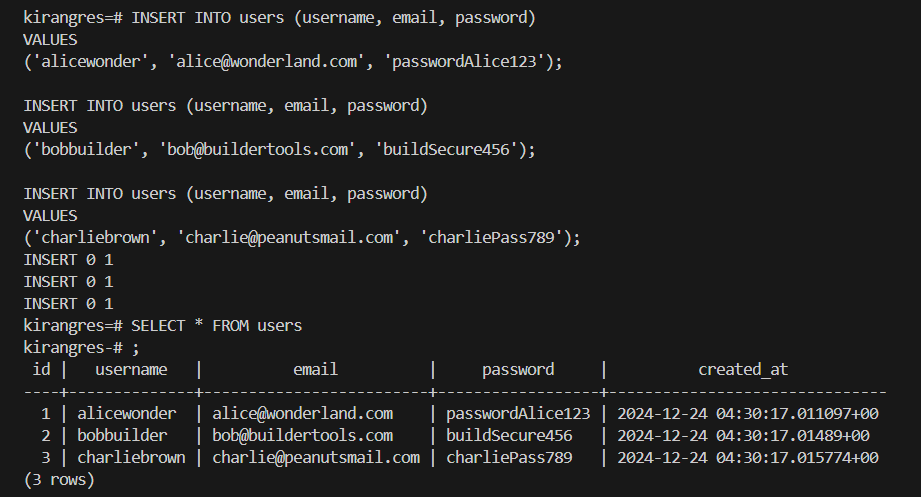 kirangres=# INSERT INTO users (username, email, password)
VALUES
('alicewonder', 'alice@wonderland.com', 'passwordAlice123');

INSERT INTO users (username, email, password)
VALUES
('bobbuilder', 'bob@buildertools.com', 'buildSecure456');

INSERT INTO users (username, email, password)
VALUES
('charliebrown', 'charlie@peanutsmail.com', 'charliePass789');
INSERT 0 1
INSERT 0 1
INSERT 0 1
kirangres=# SELECT * FROM users
kirangres-# ;
 id |   username   |          email          |     password     |          created_at
----+--------------+-------------------------+------------------+-------------------------------
  1 | alicewonder  | alice@wonderland.com    | passwordAlice123 | 2024-12-24 04:30:17.011097+00
  2 | bobbuilder   | bob@buildertools.com    | buildSecure456   | 2024-12-24 04:30:17.01489+00
  3 | charliebrown | charlie@peanutsmail.com | charliePass789   | 2024-12-24 04:30:17.015774+00
(3 rows)